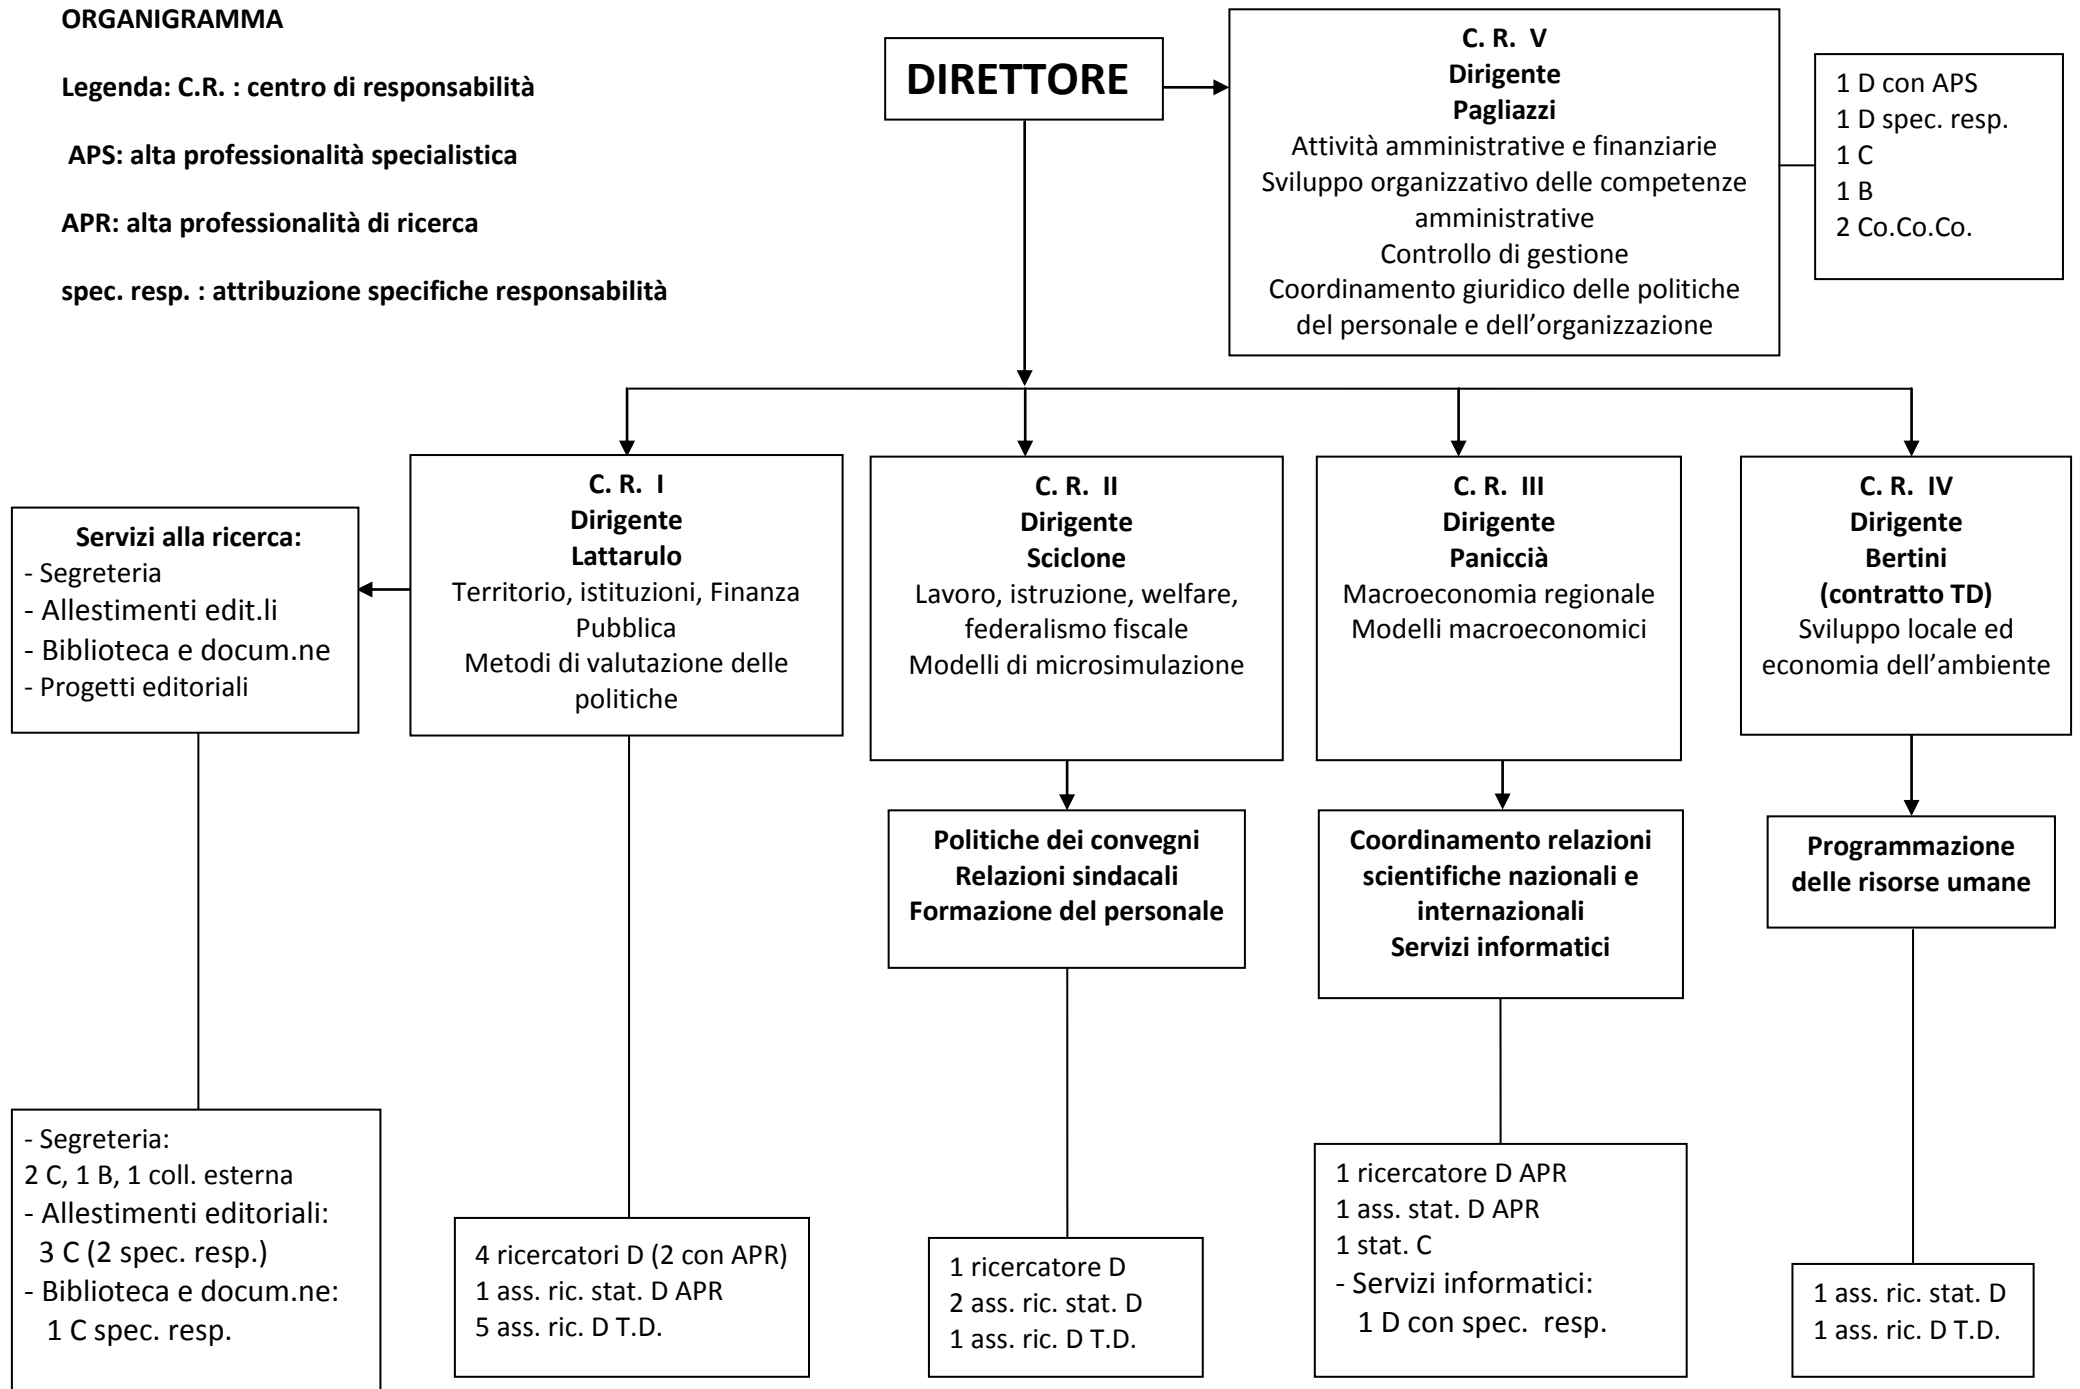 ORGANIGRAMMA
Legenda: C.R. : centro di responsabilità
APS: alta professionalità specialistica
APR: alta professionalità di ricerca
spec. resp. : attribuzione specifiche responsabilità
DIRETTORE
C. R. V
Dirigente
Pagliazzi
Attività amministrative e finanziarie
Sviluppo organizzativo delle competenze
amministrative
Controllo di gestione
Coordinamento giuridico delle politiche
del personale e dell’organizzazione
1 D con APS
1 D spec. resp.
1 C
1 B
2 Co.Co.Co.
Servizi alla ricerca:
- Segreteria
- Allestimenti edit.li
- Biblioteca e docum.ne
- Progetti editoriali
C. R. I
Dirigente
Lattarulo
Territorio, istituzioni, Finanza
Pubblica
Metodi di valutazione delle
politiche
C. R. II
Dirigente
Sciclone
Lavoro, istruzione, welfare,
federalismo fiscale
Modelli di microsimulazione
C. R. III
Dirigente
Paniccià
Macroeconomia regionale
Modelli macroeconomici
C. R. IV
Dirigente
Bertini
(contratto TD)
Sviluppo locale ed
economia dell’ambiente
Politiche dei convegni
Relazioni sindacali
Formazione del personale
Coordinamento relazioni
scientifiche nazionali e
internazionali
Servizi informatici
Programmazione
delle risorse umane
- Segreteria:
2 C, 1 B, 1 coll. esterna
- Allestimenti editoriali:
3 C (2 spec. resp.)
- Biblioteca e docum.ne:
1 C spec. resp.
4 ricercatori D (2 con APR)
1 ass. ric. stat. D APR
5 ass. ric. D T.D.
1 ricercatore D
2 ass. ric. stat. D
1 ass. ric. D T.D.
1 ricercatore D APR
1 ass. stat. D APR
1 stat. C
- Servizi informatici:
1 D con spec. resp.
1 ass. ric. stat. D
1 ass. ric. D T.D.